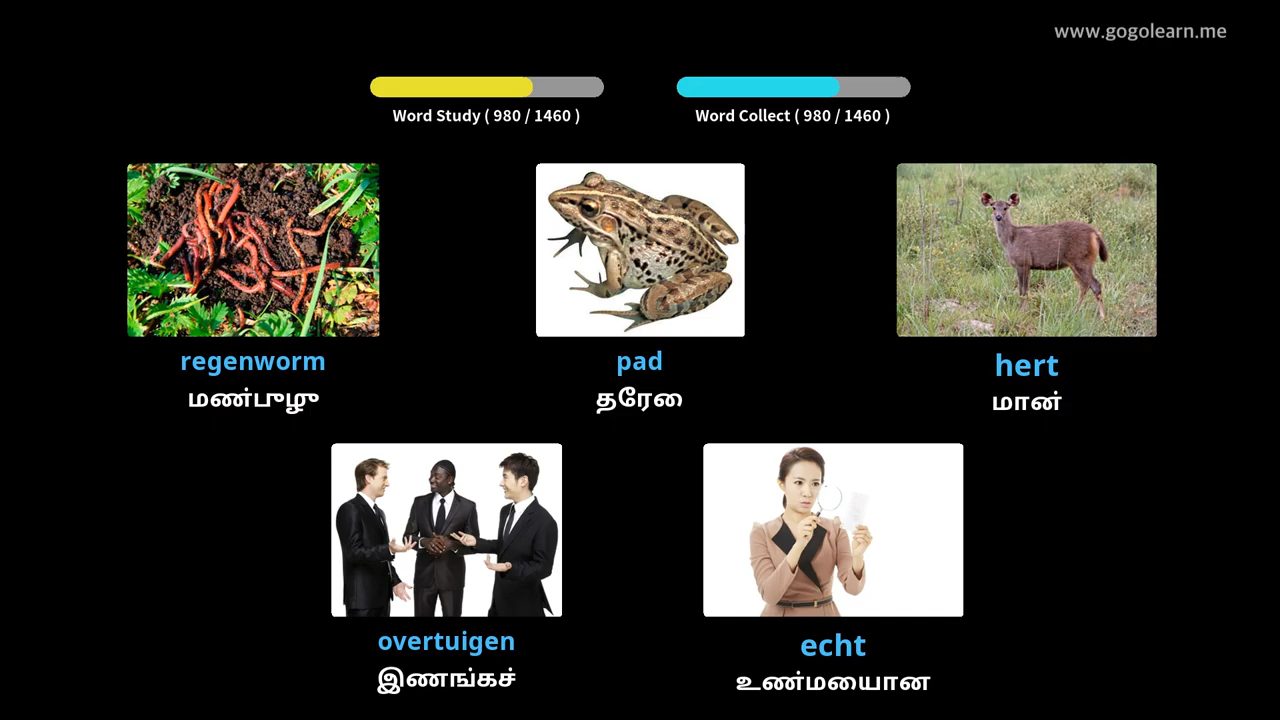 www.gogolearn.me
Word Study ( 980 / 1460 )
Word Collect ( 980 / 1460 )
regenworm
மண்புழு
pad
தரேை
hert
மான்
overtuigen
இணங்கச்
echt
உண்மயைான